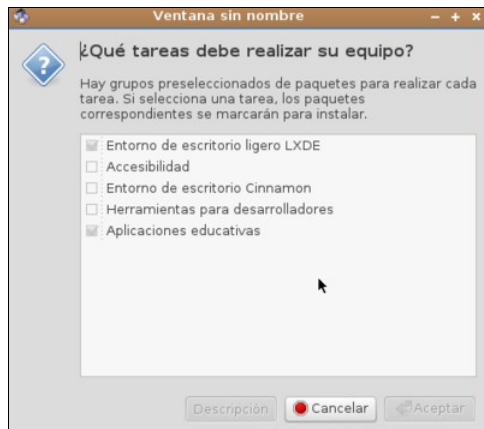 Ventana sin nombre
¿Qué tareas debe realizar su equipo?
Hay grupos preseleccionados de paquetes para realizar cada
tarea. Si selecciona una tarea, los paquetes
correspondientes se marcarán para instalar.
Entorno de escritorio ligero LXDE
Accesibilidad
Entorno de escritorio Cinnamon
Herramientas para desarrolladores
Aplicaciones educativas
Descripción Cancelar Aceptar